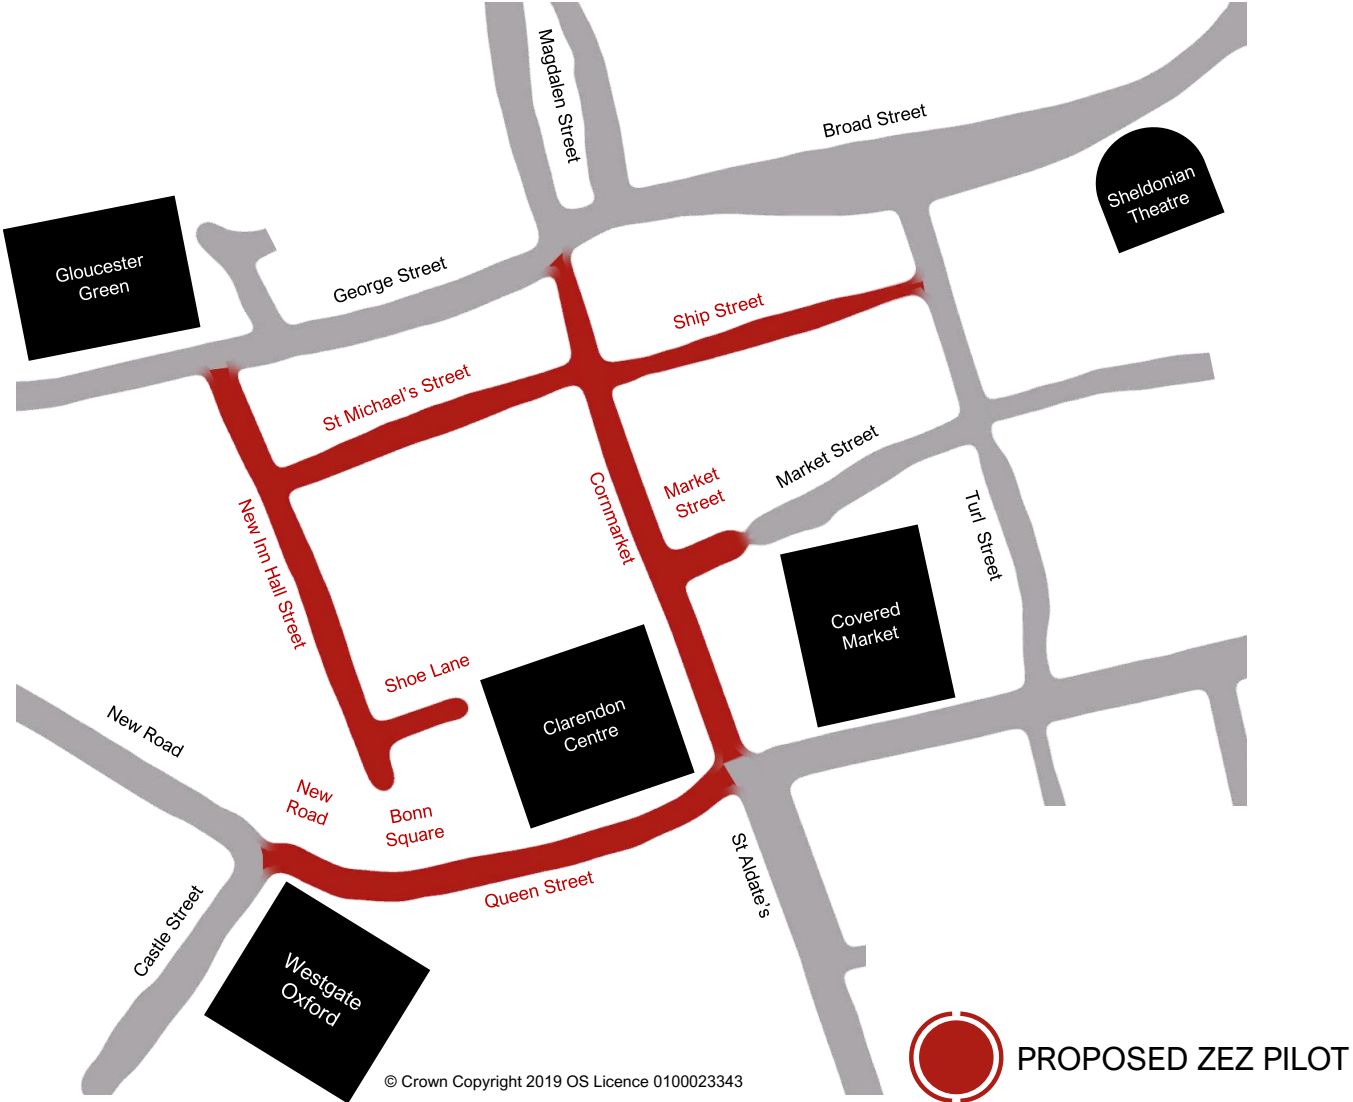 Magdalen Street
Broad Street
Sheldonian
Theatre
Gloucester
Green
George Street
Ship Street
St Michael's Street
Market Street
Market
Street
Cornmarket
New Inn Hall Street
Turl Street
Covered
Market
Shoe Lane
Clarendon
Centre
New Road
New
Road
Bonn
Square
Queen Street
St Aldate's
Castle Street
Westgate
Oxford
PROPOSED ZEZ PILOT
© Crown Copyright 2019 OS Licence 0100023343